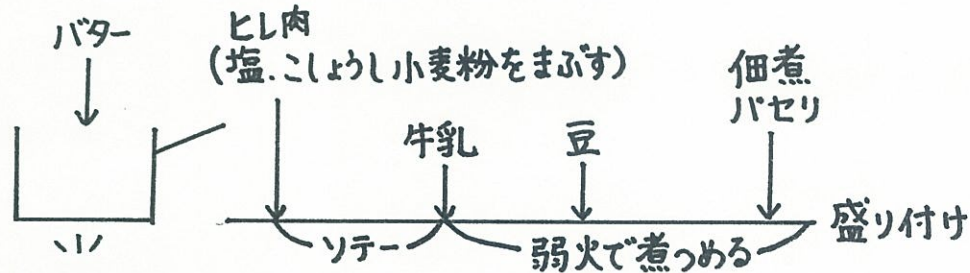 バター
ヒレ肉
(塩、こしょうし小麦粉をまぶす)
牛乳
豆
佃煮
パセリ
ソテー
弱火で煮つめる
盛り付け